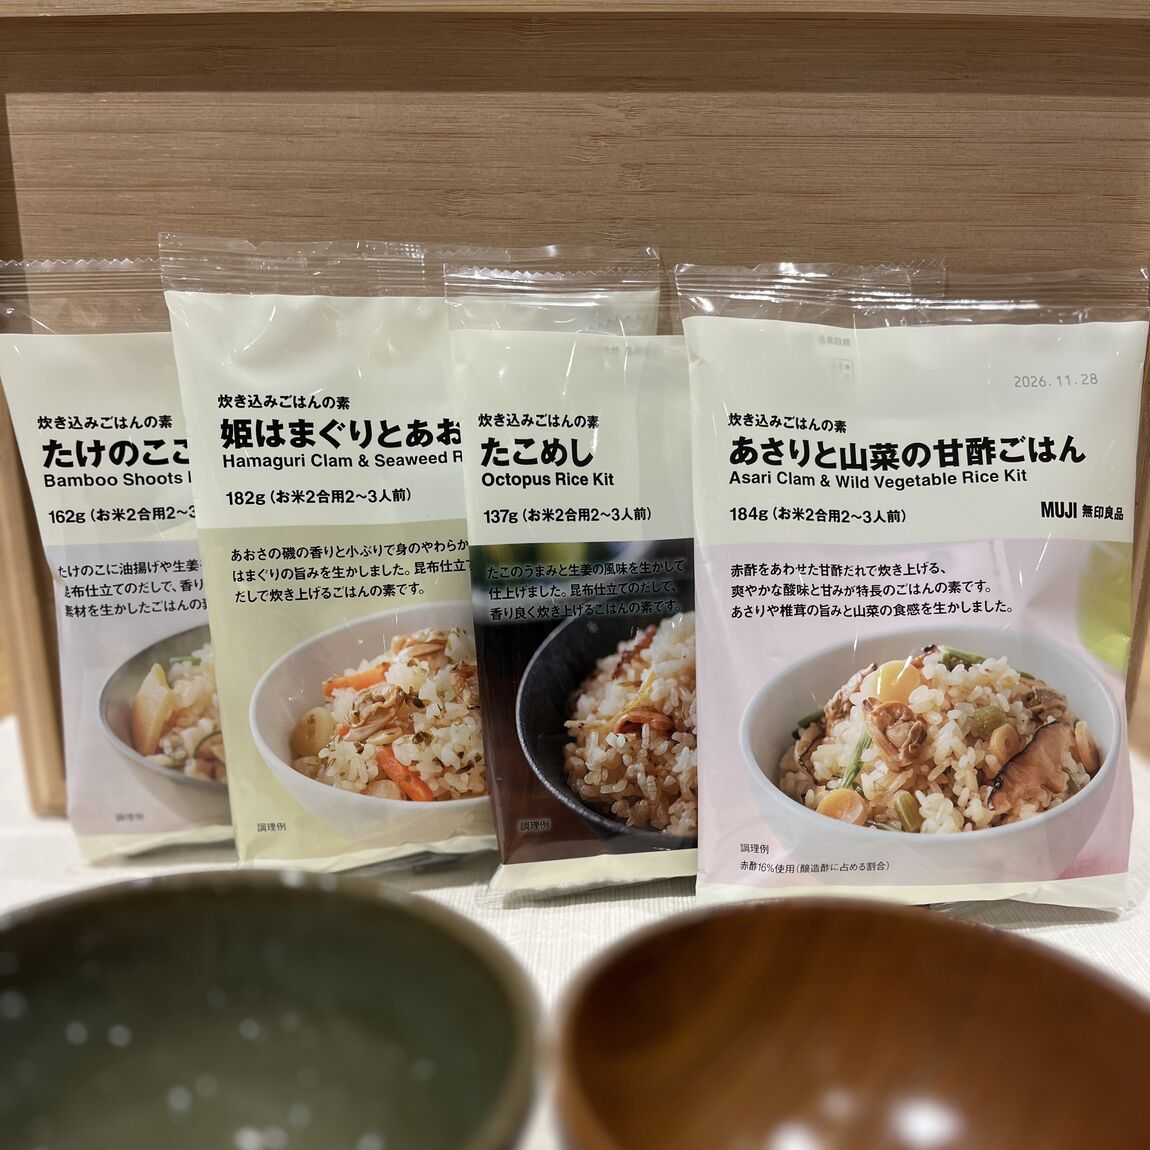 炊き込みごはんの素
たけのここ
Bamboo Shoots
162g（お米2合用2～3
たけのこに油揚げや生姜
昆布仕立てのだしで、香り
素材を生かしたごはんの素
調理例
炊き込みごはんの素
姫はまぐりとあお
Hamaguri Clam & Seaweed R
182g（お米2合用2～3人前）
あおさの磯の香りと小ぶりで身のやわらか
はまぐりの旨みを生かしました。昆布仕立て
だしで炊き上げるごはんの素です。
調理例
炊き込みごはんの素
たこめし
Octopus Rice Kit
137g（お米2合用2～3人前）
たこのうまみと生姜の風味を生かして
仕上げました。昆布仕立てのだしで、
香り良く炊き上げるごはんの素です。
調理例
2026.11.28
炊き込みごはんの素
あさりと山菜の甘酢ごはん
Asari Clam & Wild Vegetable Rice Kit
184g（お米2合用2～3人前）
MUJI 無印良品
赤酢をあわせた甘酢だれで炊き上げる、
爽やかな酸味と甘みが特長のごはんの素です。
あさりや椎茸の旨みと山菜の食感を生かしました。
調理例
赤酢16%使用（醸造酢に占める割合）